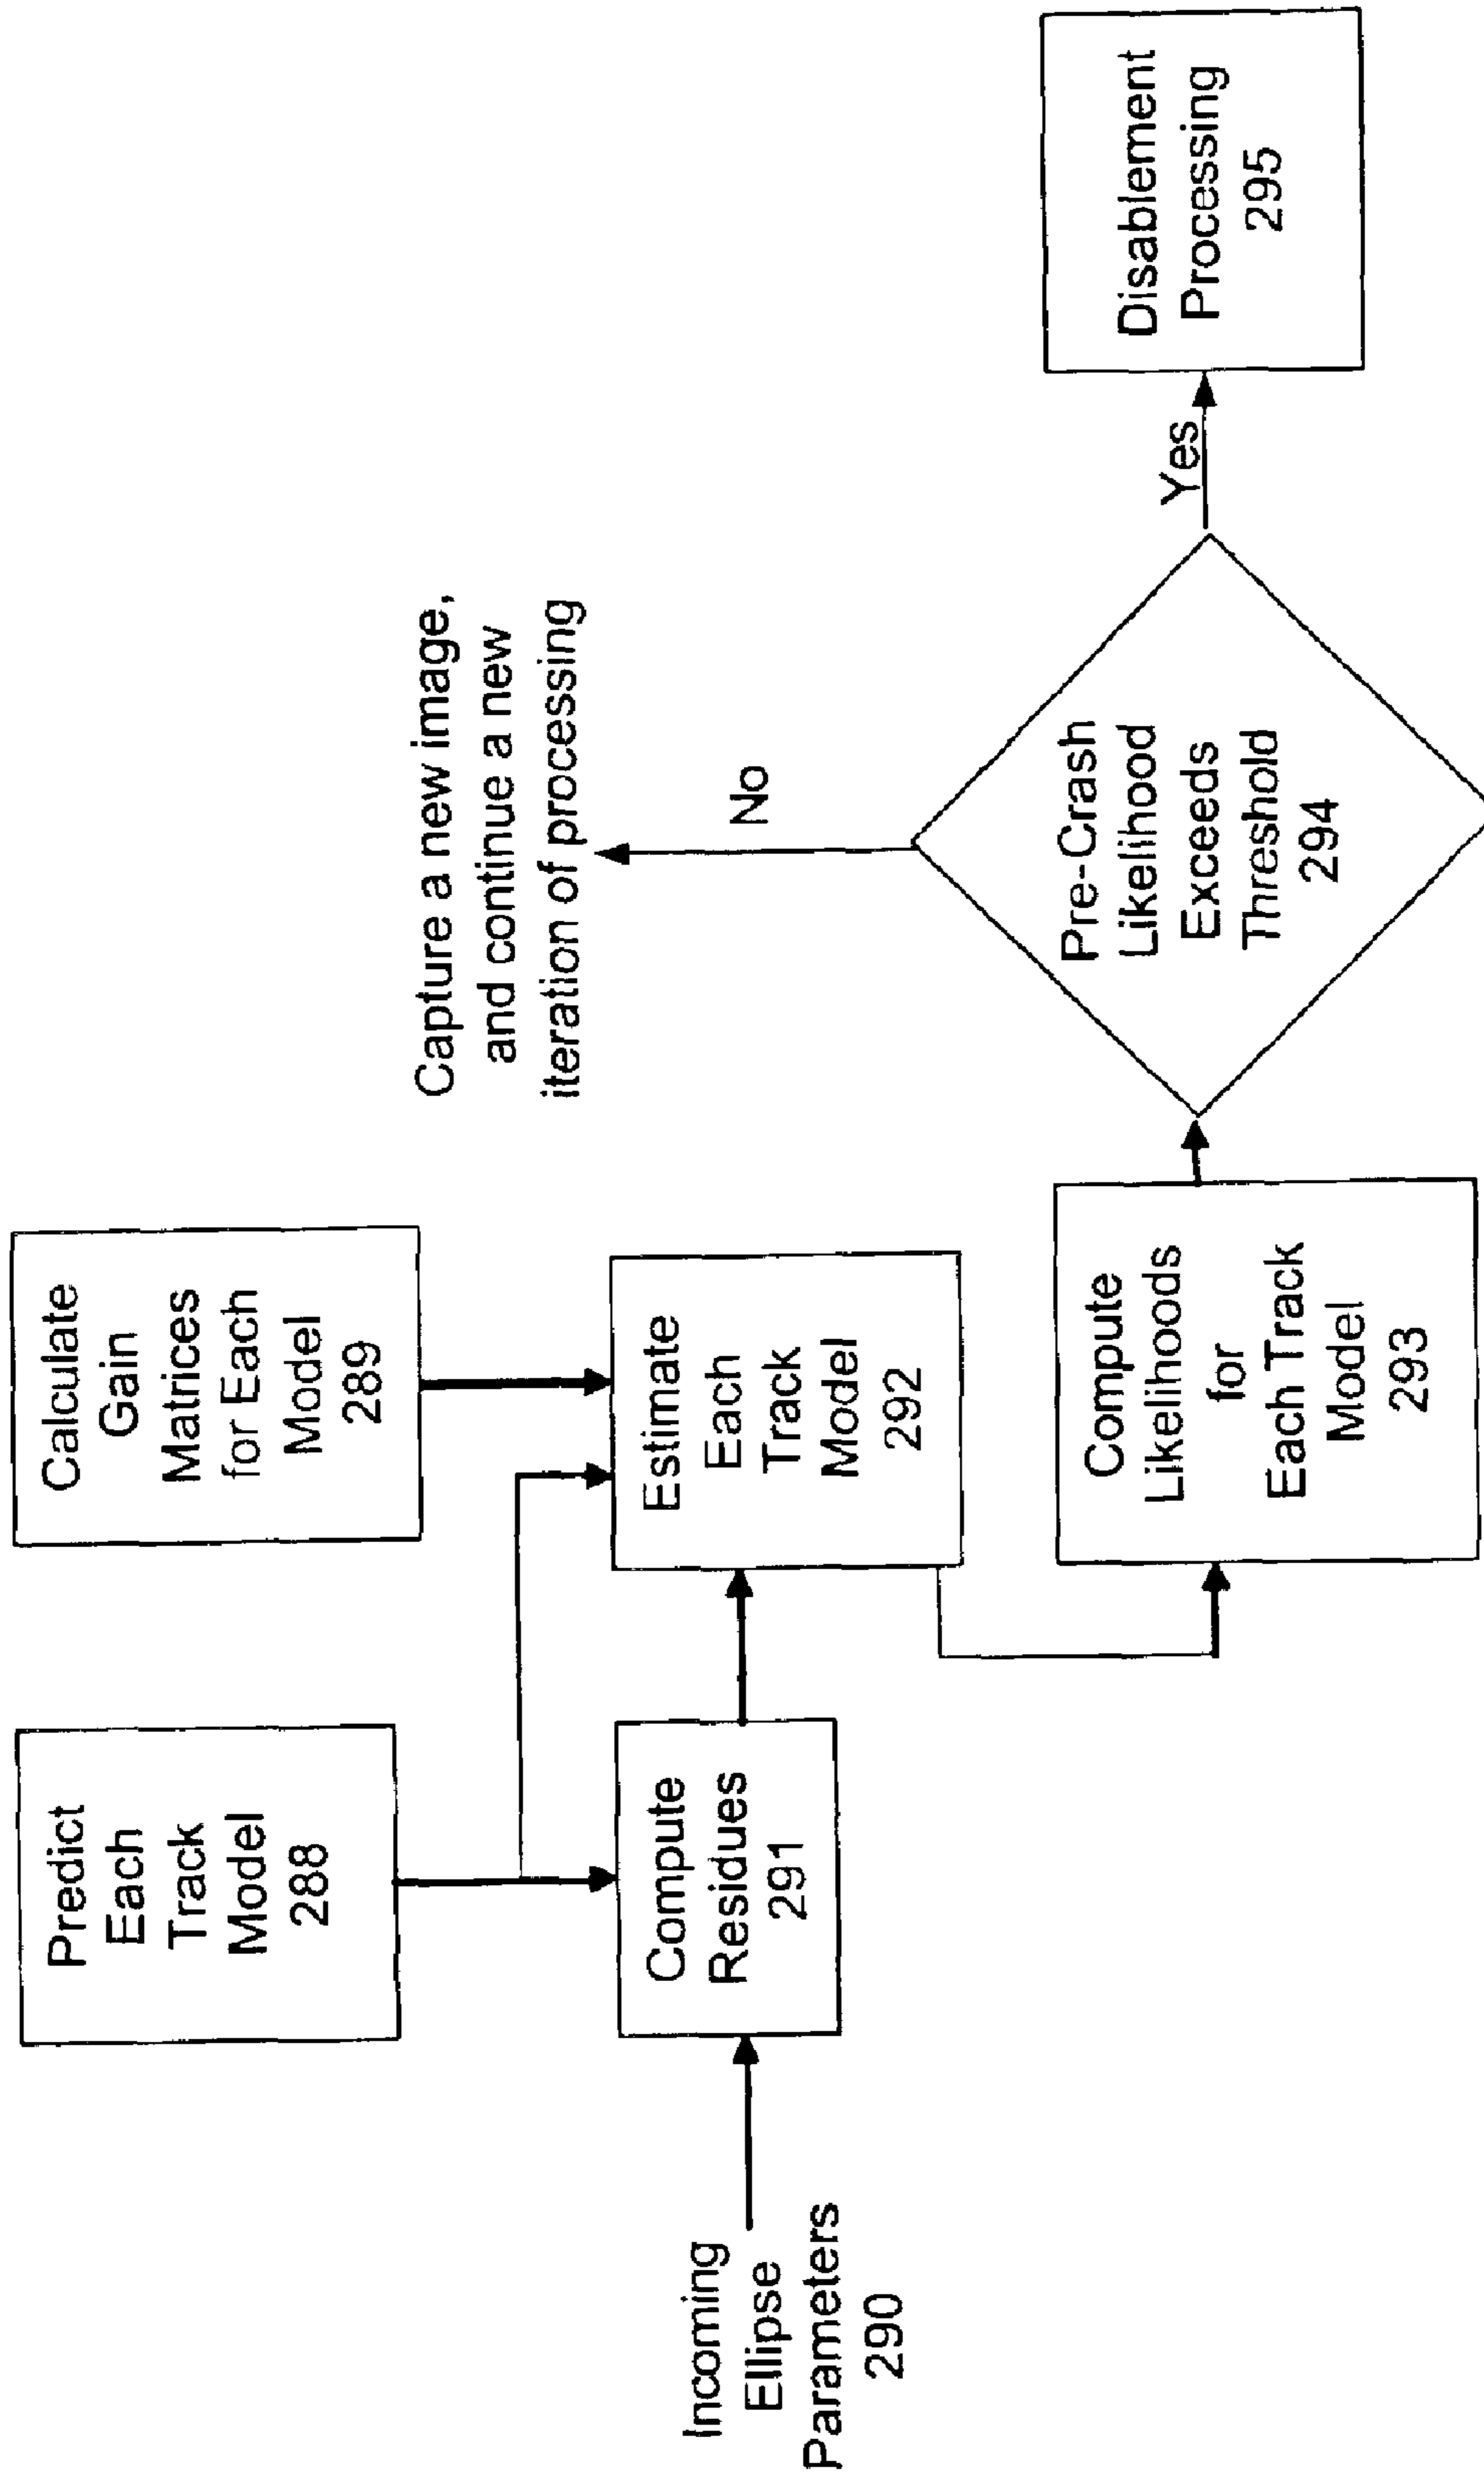 Predict
Each
Track
Model
288
Calculate
Gain
Matrices
for Each
Model
289
Incoming
Ellipse
Parameters
290
Compute
Residues
291
Estimate
Each
Track
Model
292
Compute
Likelihoods
for
Each Track
Model
293
Capture a new image,
and continue a new
iteration of processing
No
Pre-Crash
Likelihood
Exceeds
Threshold
294
Yes
Disablement
Processing
295